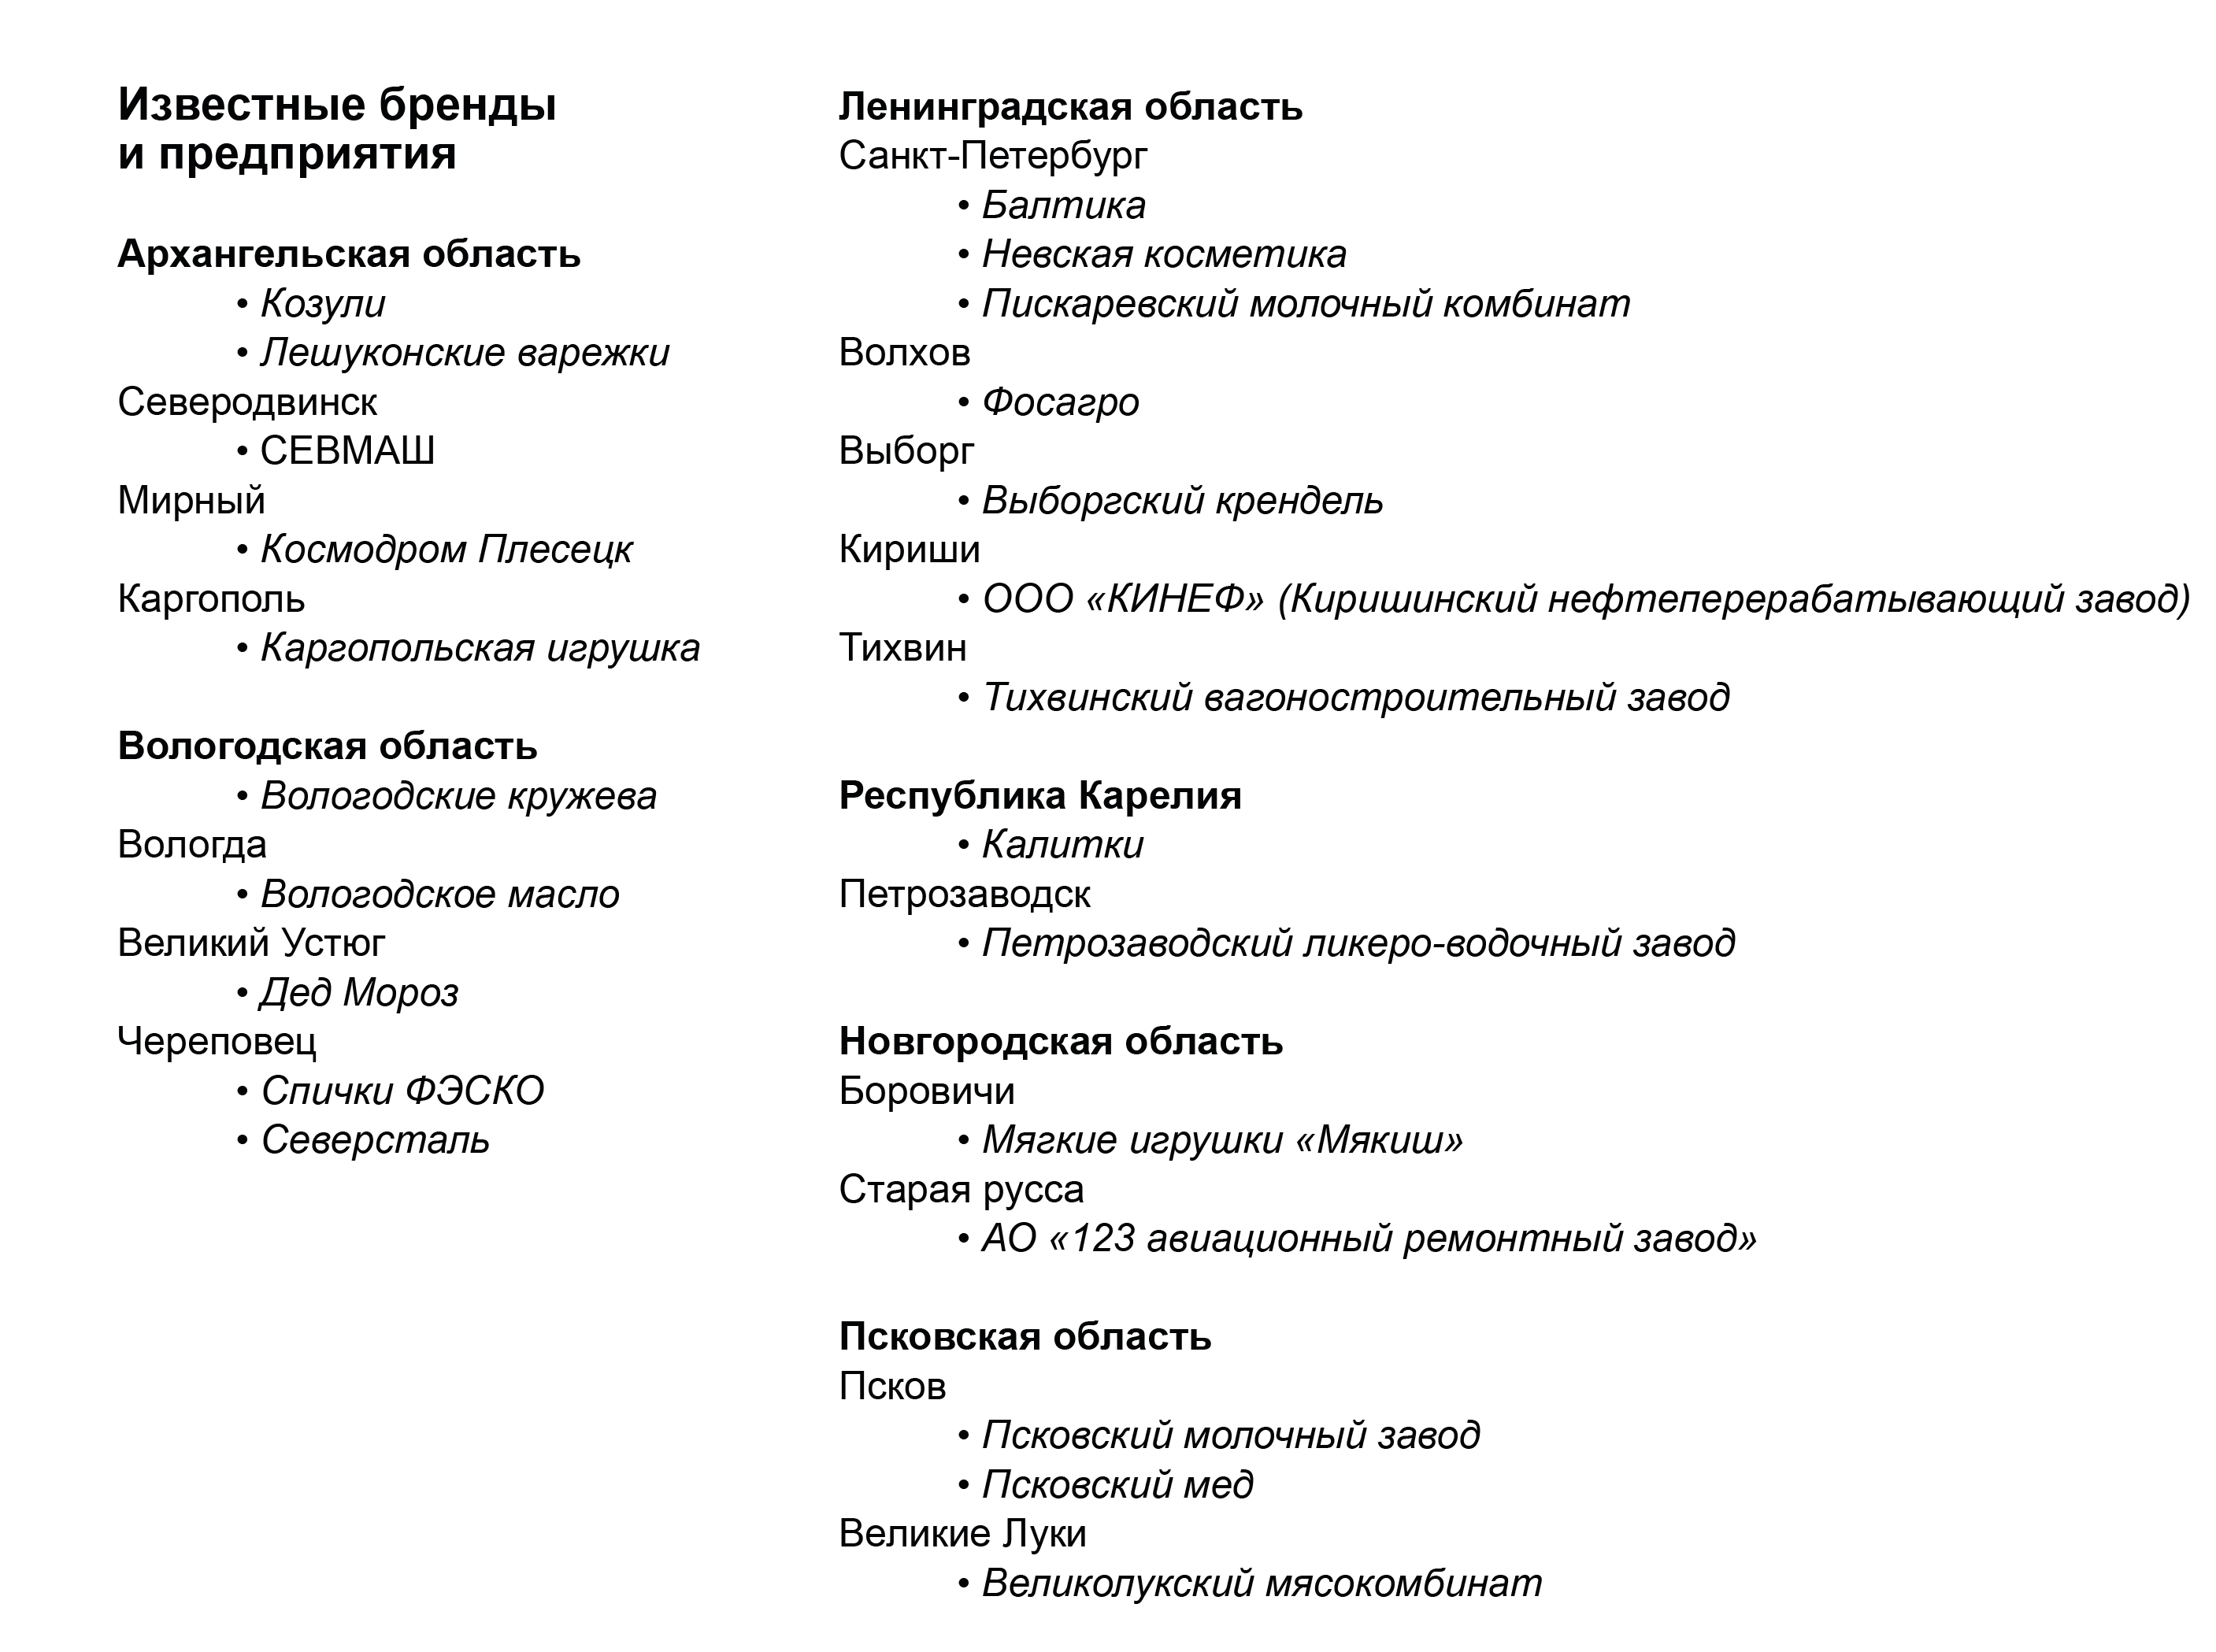 Известные бренды
и предприятия
Архангельская область
• Козули
• Лешуконские варежки
Северодвинск
• СЕВМАШ
Мирный
• Космодром Плесецк
Каргополь
• Каргопольская игрушка
Вологодская область
• Вологодские кружева
Вологда
• Вологодское масло
Великий Устюг
• Дед Мороз
Череповец
• Спички ФЭСКО
• Северсталь
Ленинградская область
Санкт-Петербург
• Балтика
• Невская косметика
• Пискаревский молочный комбинат
Волхов
• Фосагро
Выборг
• Выборгский крендель
Кириши
• ООО «КИНЕФ» (Киришинский нефтеперерабатывающий завод)
Тихвин
• Тихвинский вагоностроительный завод
Республика Карелия
• Калитки
Петрозаводск
• Петрозаводский ликеро-водочный завод
Новгородская область
Боровичи
• Мягкие игрушки «Мякиш»
Старая русса
• АО «123 авиационный ремонтный завод»
Псковская область
Псков
• Псковский молочный завод
• Псковский мед
Великие Луки
• Великолукский мясокомбинат